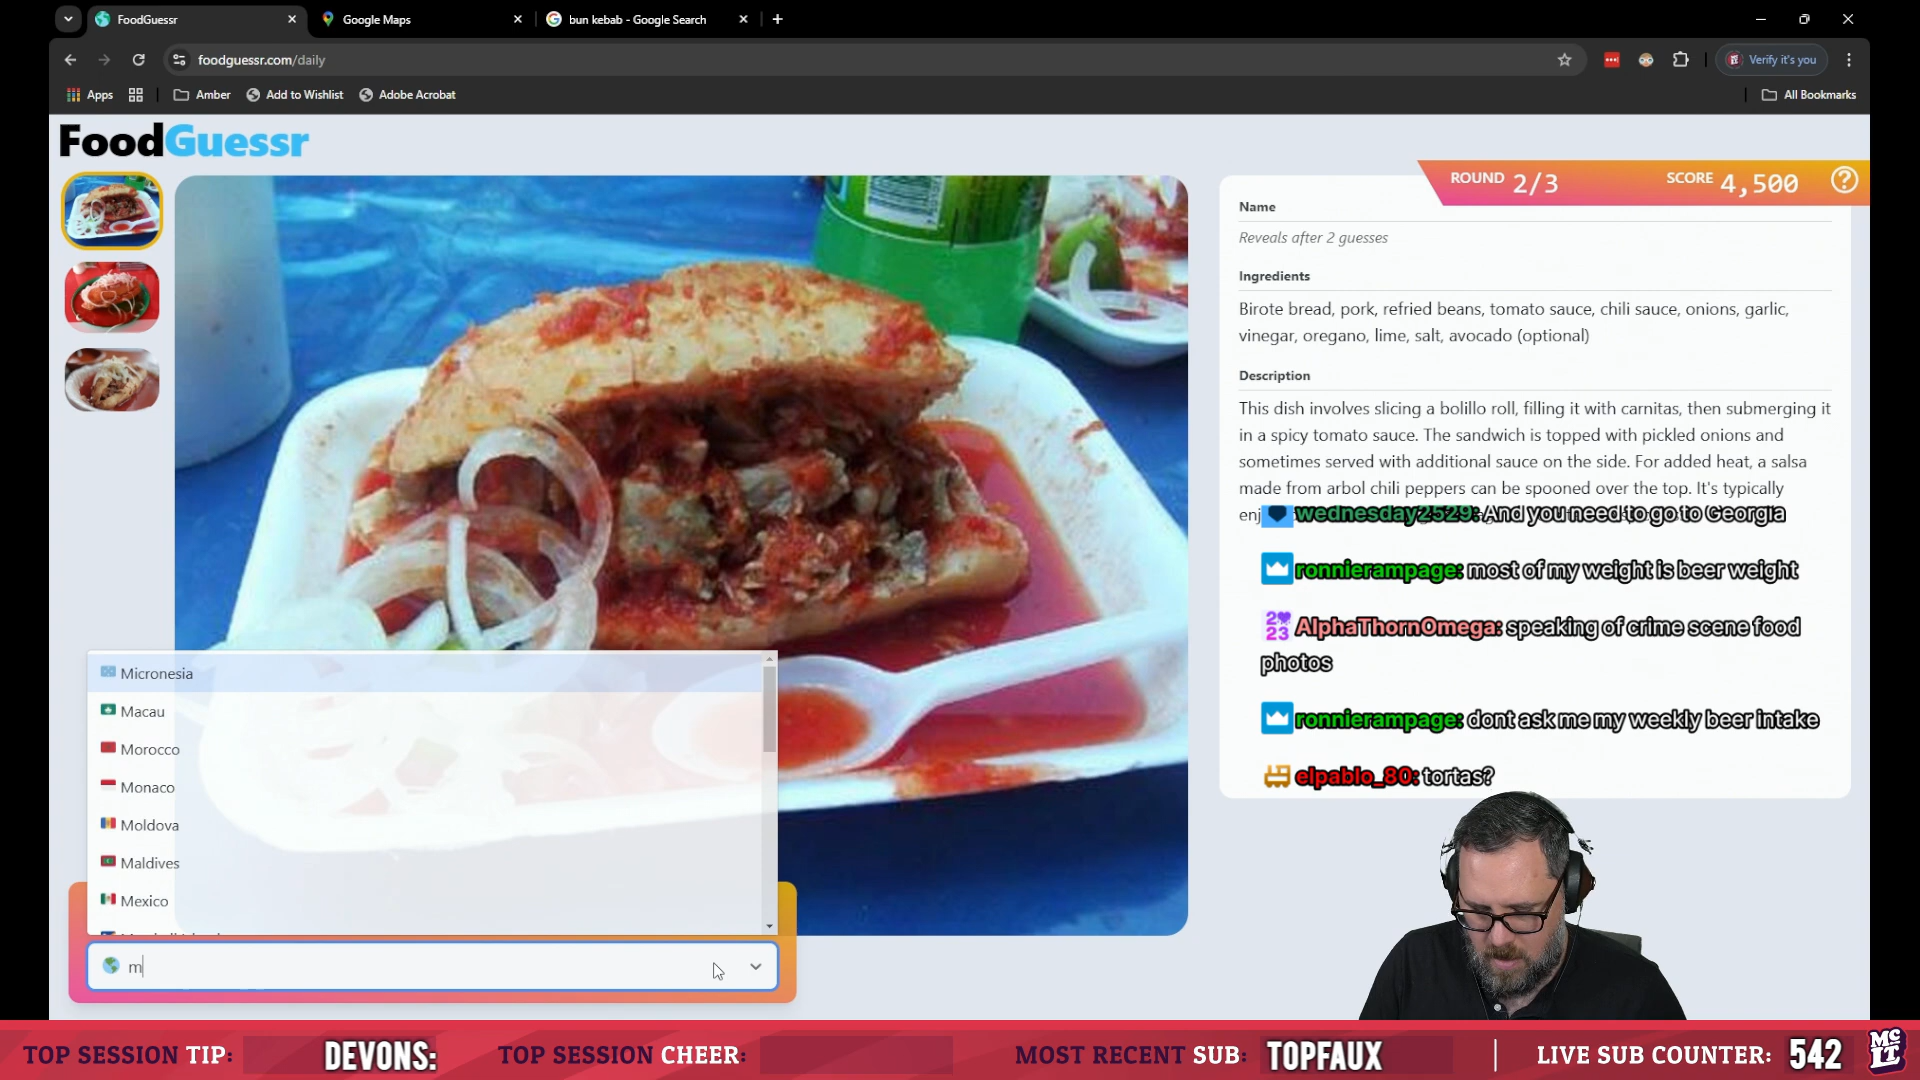 FoodGuessr
Google Maps
bun kebab - Google Search
foodguessr.com/daily
Verify it's you
Apps
Amber
Add to Wishlist
Adobe Acrobat
All Bookmarks
FoodGuessr
ROUND 2/3
SCORE 4,500
Name
Reveals after 2 guesses
Ingredients
Birote bread, pork, refried beans, tomato sauce, chili sauce, onions, garlic,
vinegar, oregano, lime, salt, avocado (optional)
Description
This dish involves slicing a bolillo roll, filling it with carnitas, then submerging it
in a spicy tomato sauce. The sandwich is topped with pickled onions and
sometimes served with additional sauce on the side. For added heat, a salsa
made from arbol chili peppers can be spooned over the top. It's typically
wednesday2529: And you need to go to Georgia
ronnierampage: most of my weight is beer weight
2 23 AlphaThornOmega: speaking of crime scene food
photos
ronnierampage: dont ask me my weekly beer intake
elpablo_80: tortas?
Micronesia
Macau
Morocco
Monaco
Moldova
Maldives
Mexico
m
TOP SESSION TIP: DEVONS:
TOP SESSION CHEER:
MOST RECENT SUB: TOPFAUX
LIVE SUB COUNTER: 542
McLT